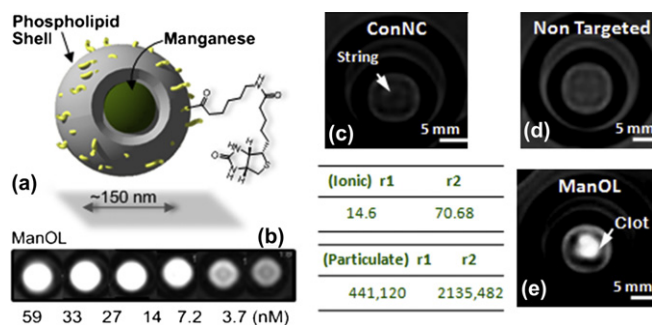 Phospholipid
Shell
Manganese
(a)
~150 nm
ManOL
(b)
59 33 27 14 7.2 3.7 (nM)
ConNC
String
(c)
5 mm
Non Targeted
(d)
5 mm
(Ionic) r1 r2
14.6 70.68
(Particulate) r1 r2
441,120 2135,482
ManOL
Clot
(e)
5 mm